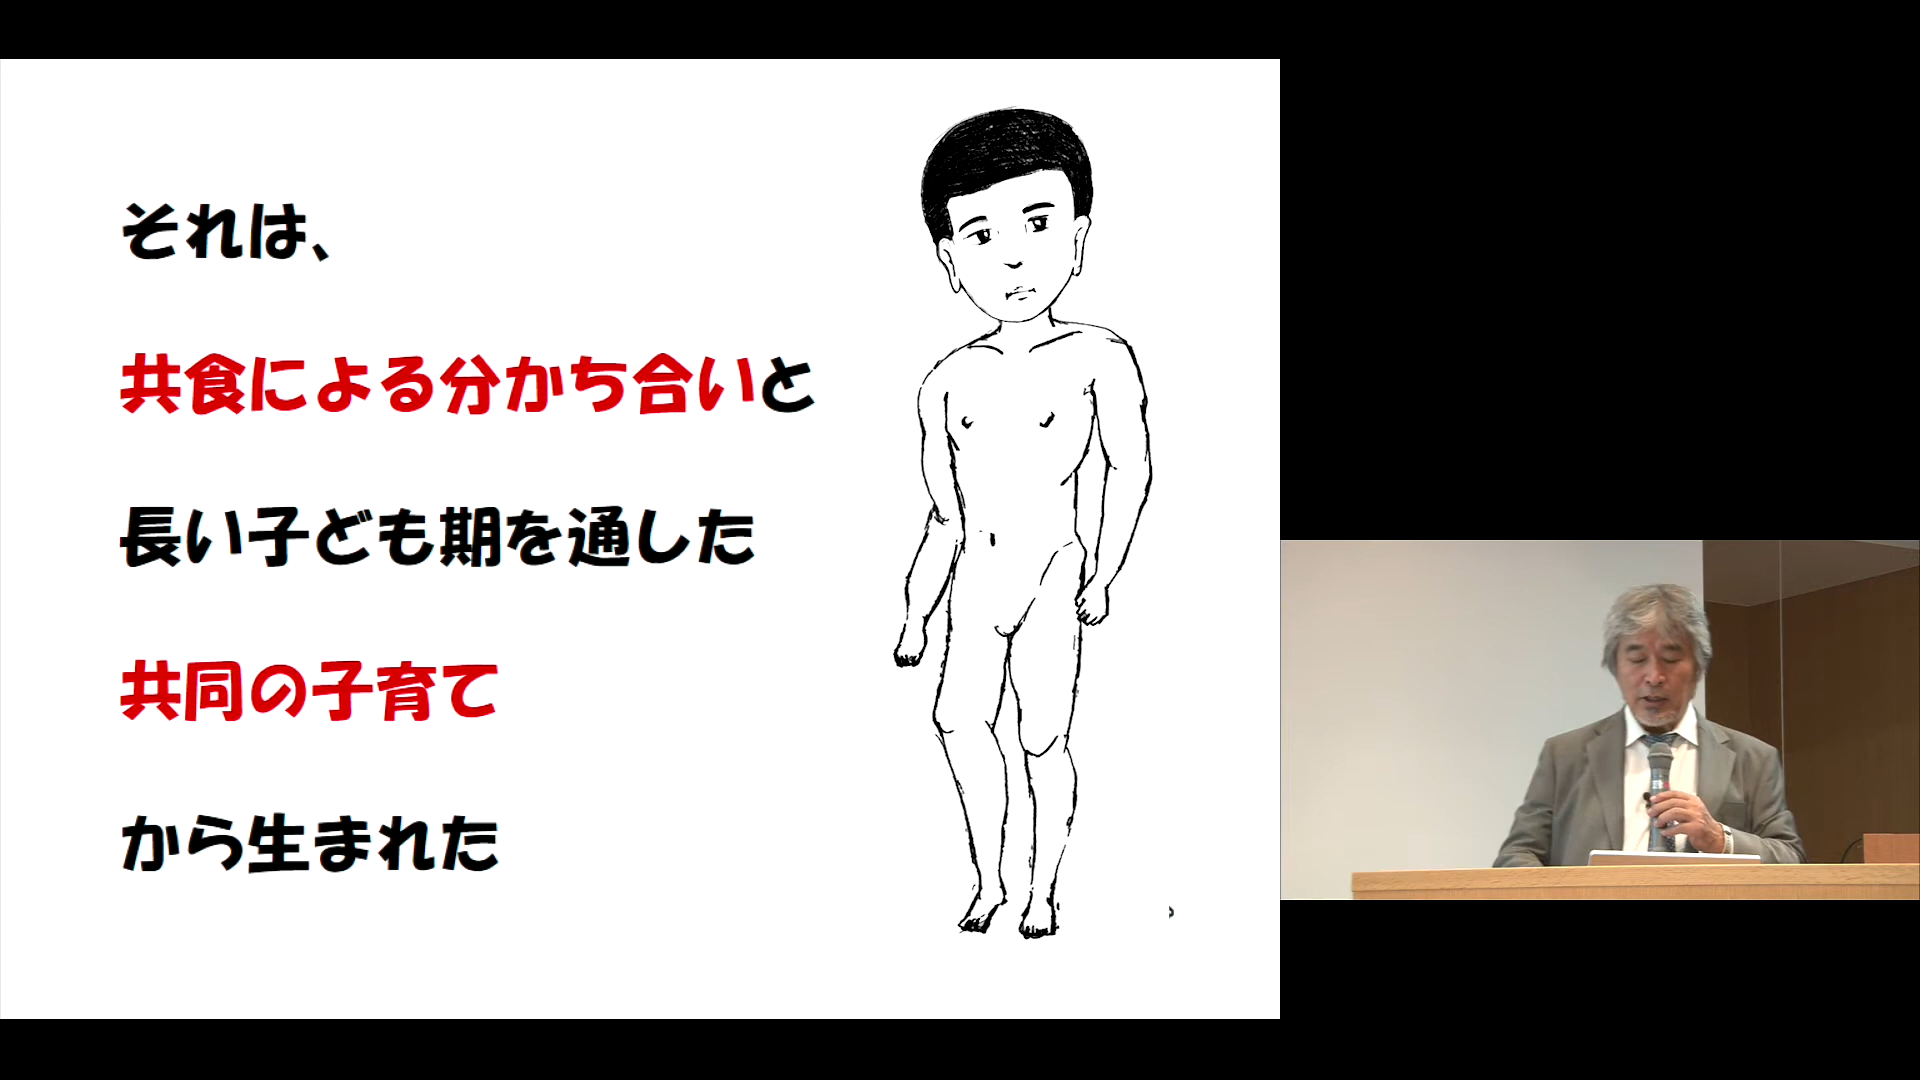 それは、
共食による分かち合いと
長い子ども期を通した
共同の子育て
から生まれた